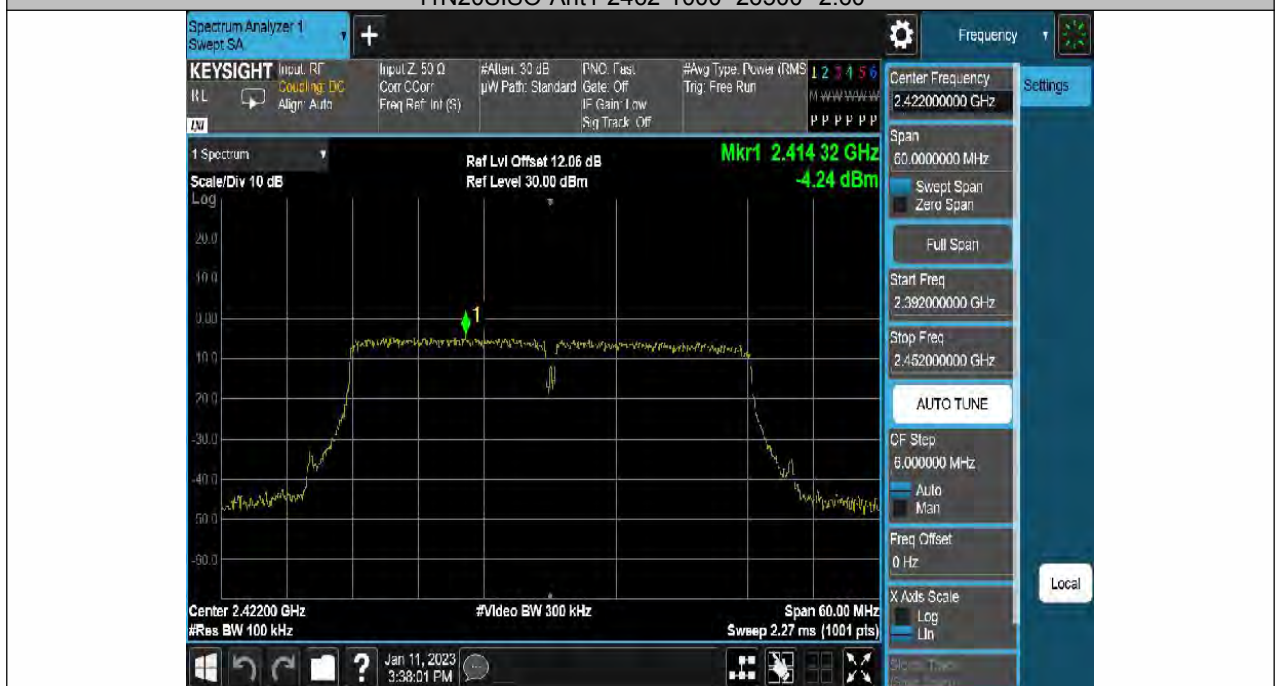 Spectrum Analyzer 1
Swept SA
+
Frequency
KEYSIGHT
RL
Input: RF
Coupling: DC
Align: Auto
Input Z: 50 Ω
Corr CCorr
Freq Ref: Int (S)
#Atten: 30 dB
µW Path: Standard
PNO: Fast
Gate: Off
IF Gain: Low
Sig Track: Off
#Avg Type: Power (RMS
Trig: Free Run
1 2 3 4 5 6
M W W W W W
P P P P P P
1 Spectrum
Scale/Div 10 dB
Log
Ref Lvl Offset 12.06 dB
Ref Level 30.00 dBm
Mkr1 2.414 32 GHz
-4.24 dBm
20.0
10.0
0.00
1
10.0
20.0
-30.0
-40.0
50.0
-60.0
Center 2.42200 GHz
#Res BW 100 kHz
#Video BW 300 kHz
Span 60.00 MHz
Sweep 2.27 ms (1001 pts)
?
Jan 11, 2023
3:38:01 PM
Center Frequency
2.422000000 GHz
Settings
Span
60.0000000 MHz
Swept Span
Zero Span
Full Span
Start Freq
2.392000000 GHz
Stop Freq
2.452000000 GHz
AUTO TUNE
CF Step
6.000000 MHz
Auto
Man
Freq Offset
0 Hz
X Axis Scale
Log
Lin
Local